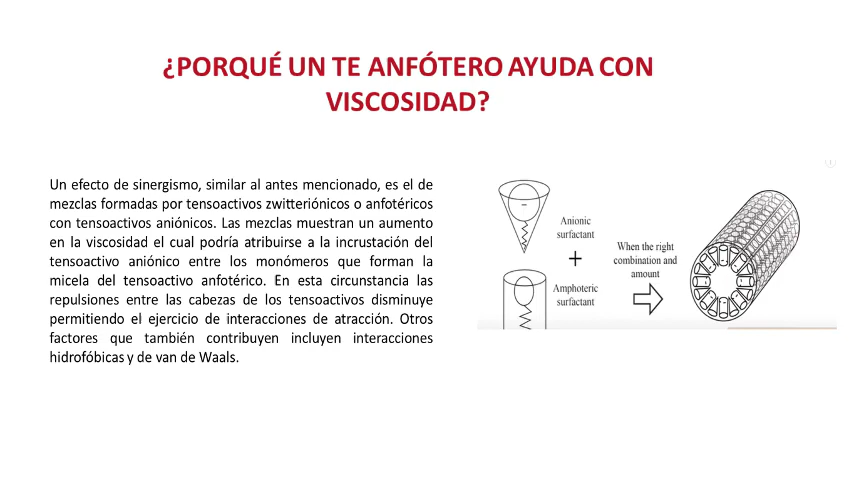 ¿PORQUÉ UN TE ANFÓTERO AYUDA CON
VISCOSIDAD?
Un efecto de sinergismo, similar al antes mencionado, es el de
mezclas formadas por tensoactivos zwitteriónicos o anfotéricos
con tensoactivos aniónicos. Las mezclas muestran un aumento
en la viscosidad el cual podría atribuirse a la incrustación del
tensoactivo aniónico entre los monómeros que forman la
micela del tensoactivo anfotérico. En esta circunstancia las
repulsiones entre las cabezas de los tensoactivos disminuye
permitiendo el ejercicio de interacciones de atracción. Otros
factores que también contribuyen incluyen interacciones
hidrofóbicas y de van de Waals.
Anionic
surfactant
+
Amphoteric
surfactant
When the right
combination and
amount